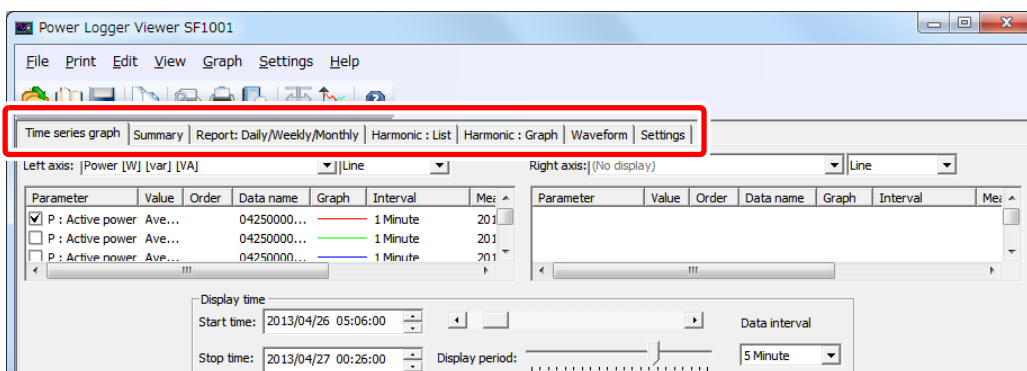 Power Logger Viewer SF1001
File Print Edit View Graph Settings Help
Time series graph Summary Report: Daily/Weekly/Monthly Harmonic : List Harmonic : Graph Waveform Settings
Left axis: Power [W] [var] [VA] Line Right axis: (No display) Line
Parameter Value Order Data name Graph Interval Mea Parameter Value Order Data name Graph Interval Mea
P : Active power Ave... 04250000... 1 Minute 201
P : Active power Ave... 04250000... 1 Minute 201
P : Active power Ave... 04250000... 1 Minute 201
Display time
Start time: 2013/04/26 05:06:00 Data interval
Stop time: 2013/04/27 00:26:00 Display period: 5 Minute